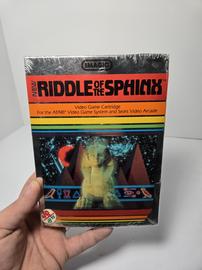 IMAGIC
NEW
RIDDLE OF THE SPHINX
Video Game Cartridge
For the ATARI Video Game System and Sears Video Arcade